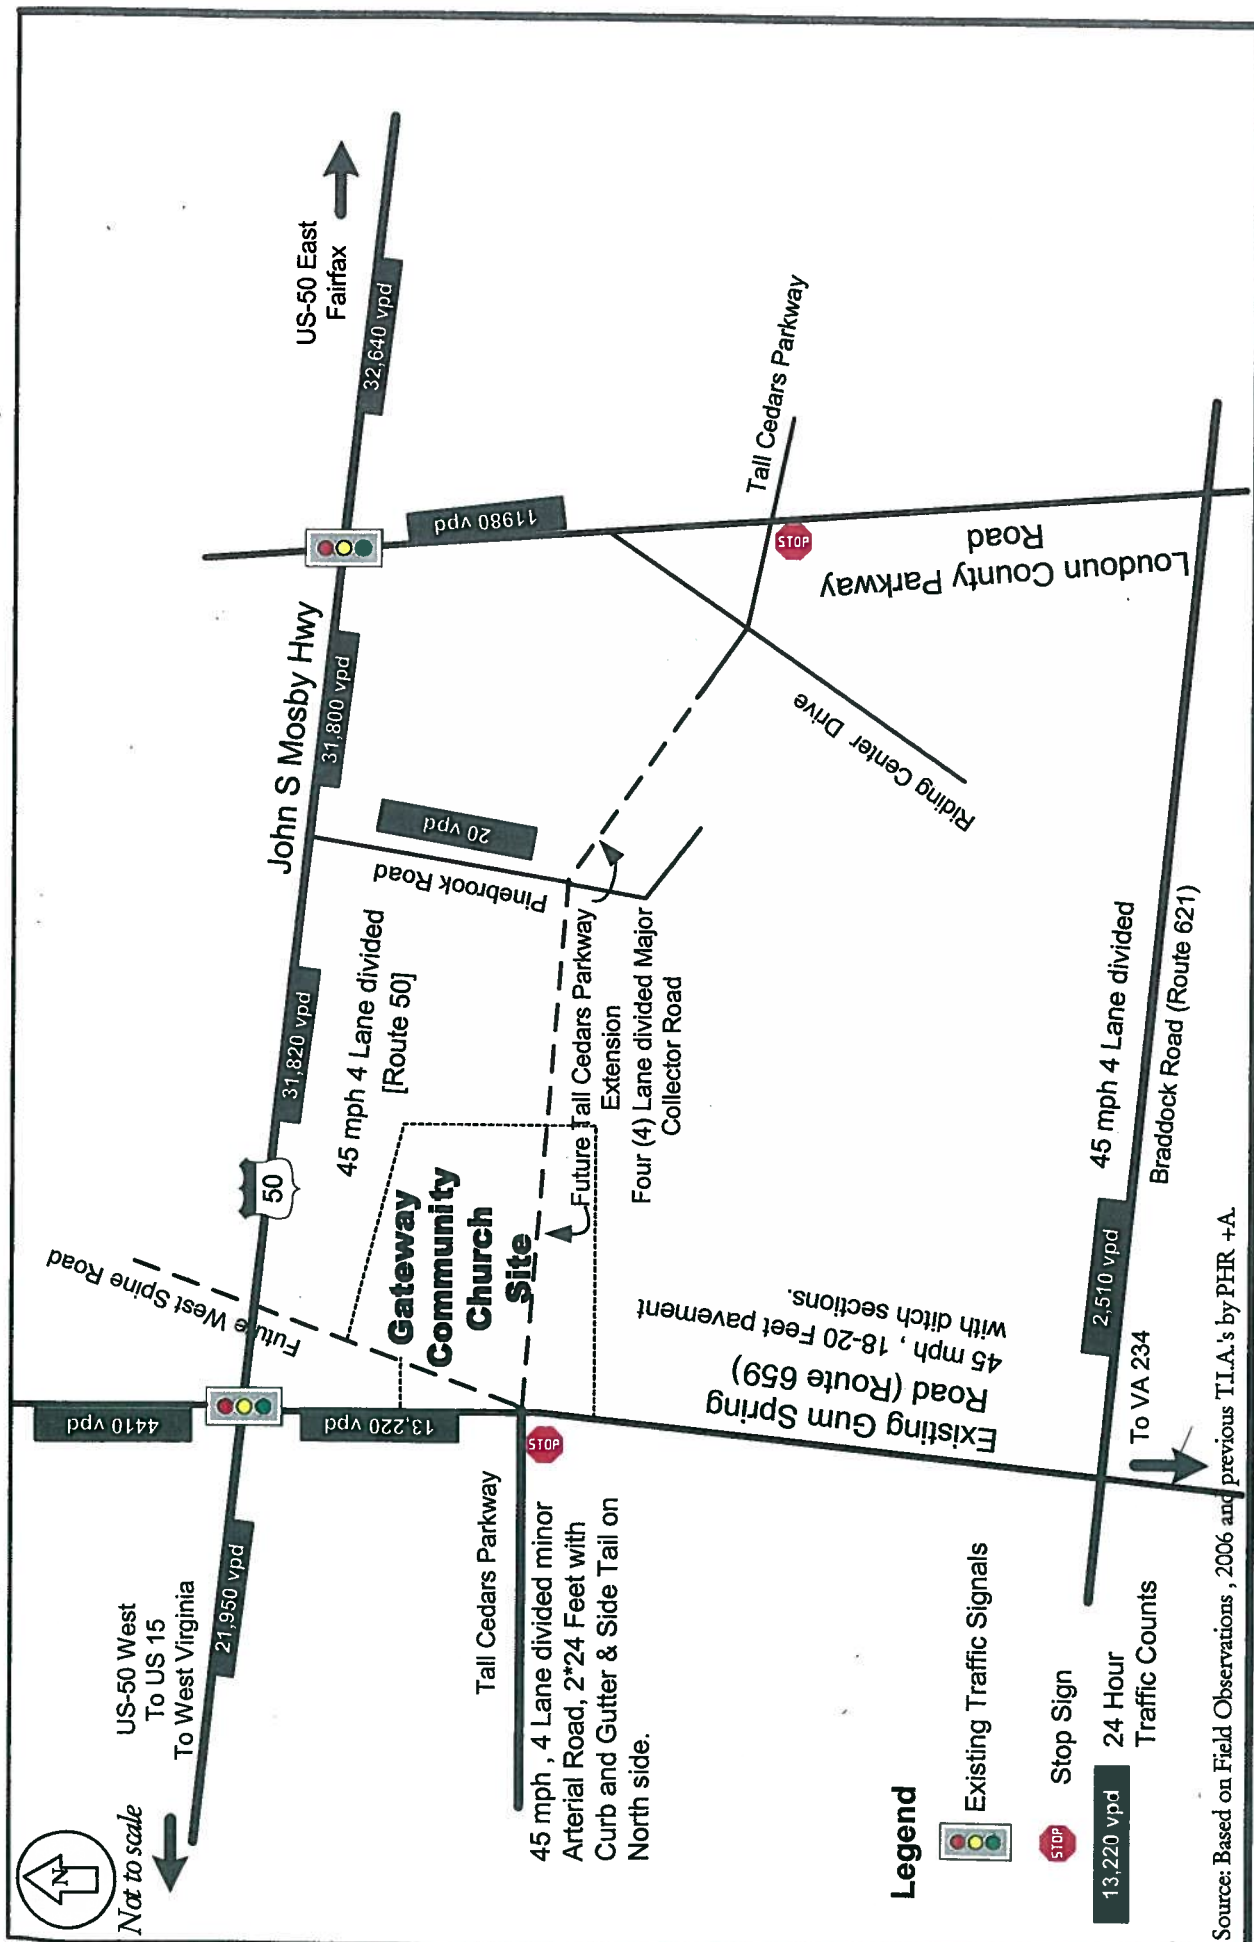 N
Not to scale
US-50 West
To US 15
To West Virginia
21,950 vpd
4410 vpd
Future West Spine Road
50
31,820 vpd
John S Mosby Hwy
31,800 vpd
32,640 vpd
US-50 East
Fairfax
45 mph 4 Lane divided
[Route 50]
13,220 vpd
Gateway
Community
Church
Site
Pinebrook Road
20 vpd
11980 vpd
Tall Cedars Parkway
STOP
45 mph , 4 Lane divided minor
Arterial Road, 2*24 Feet with
Curb and Gutter & Side Tail on
North side.
Future Tall Cedars Parkway
Extension
Four (4) Lane divided Major
Collector Road
Tall Cedars Parkway
STOP
Riding Center Drive
Loudoun County Parkway
Road
Existing Gum Spring
Road (Route 659)
45 mph , 18-20 Feet pavement
with ditch sections.
Legend
Existing Traffic Signals
STOP
Stop Sign
13,220 vpd
24 Hour
Traffic Counts
To VA 234
2,510 vpd
45 mph 4 Lane divided
Braddock Road (Route 621)
Source: Based on Field Observations , 2006 and previous T.I.A.'s by PHR +A.